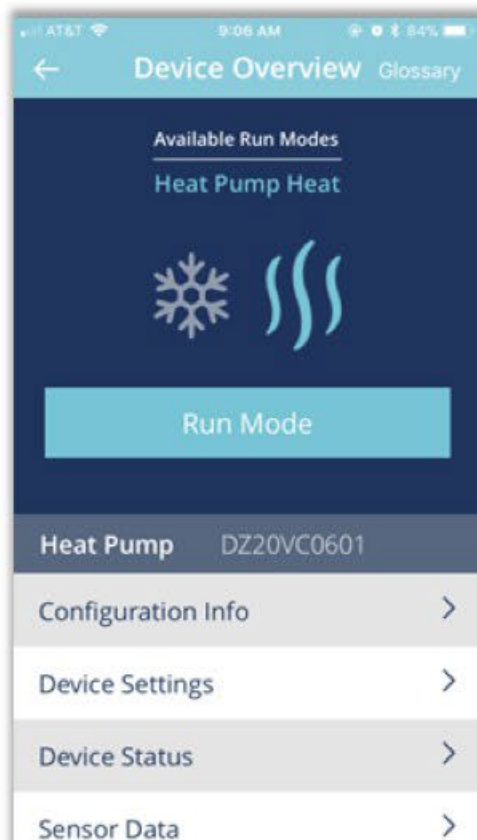 AT&T 9:06 AM 84%
Device Overview Glossary
Available Run Modes
Heat Pump Heat
Run Mode
Heat Pump DZ20VC0601
Configuration Info
Device Settings
Device Status
Sensor Data